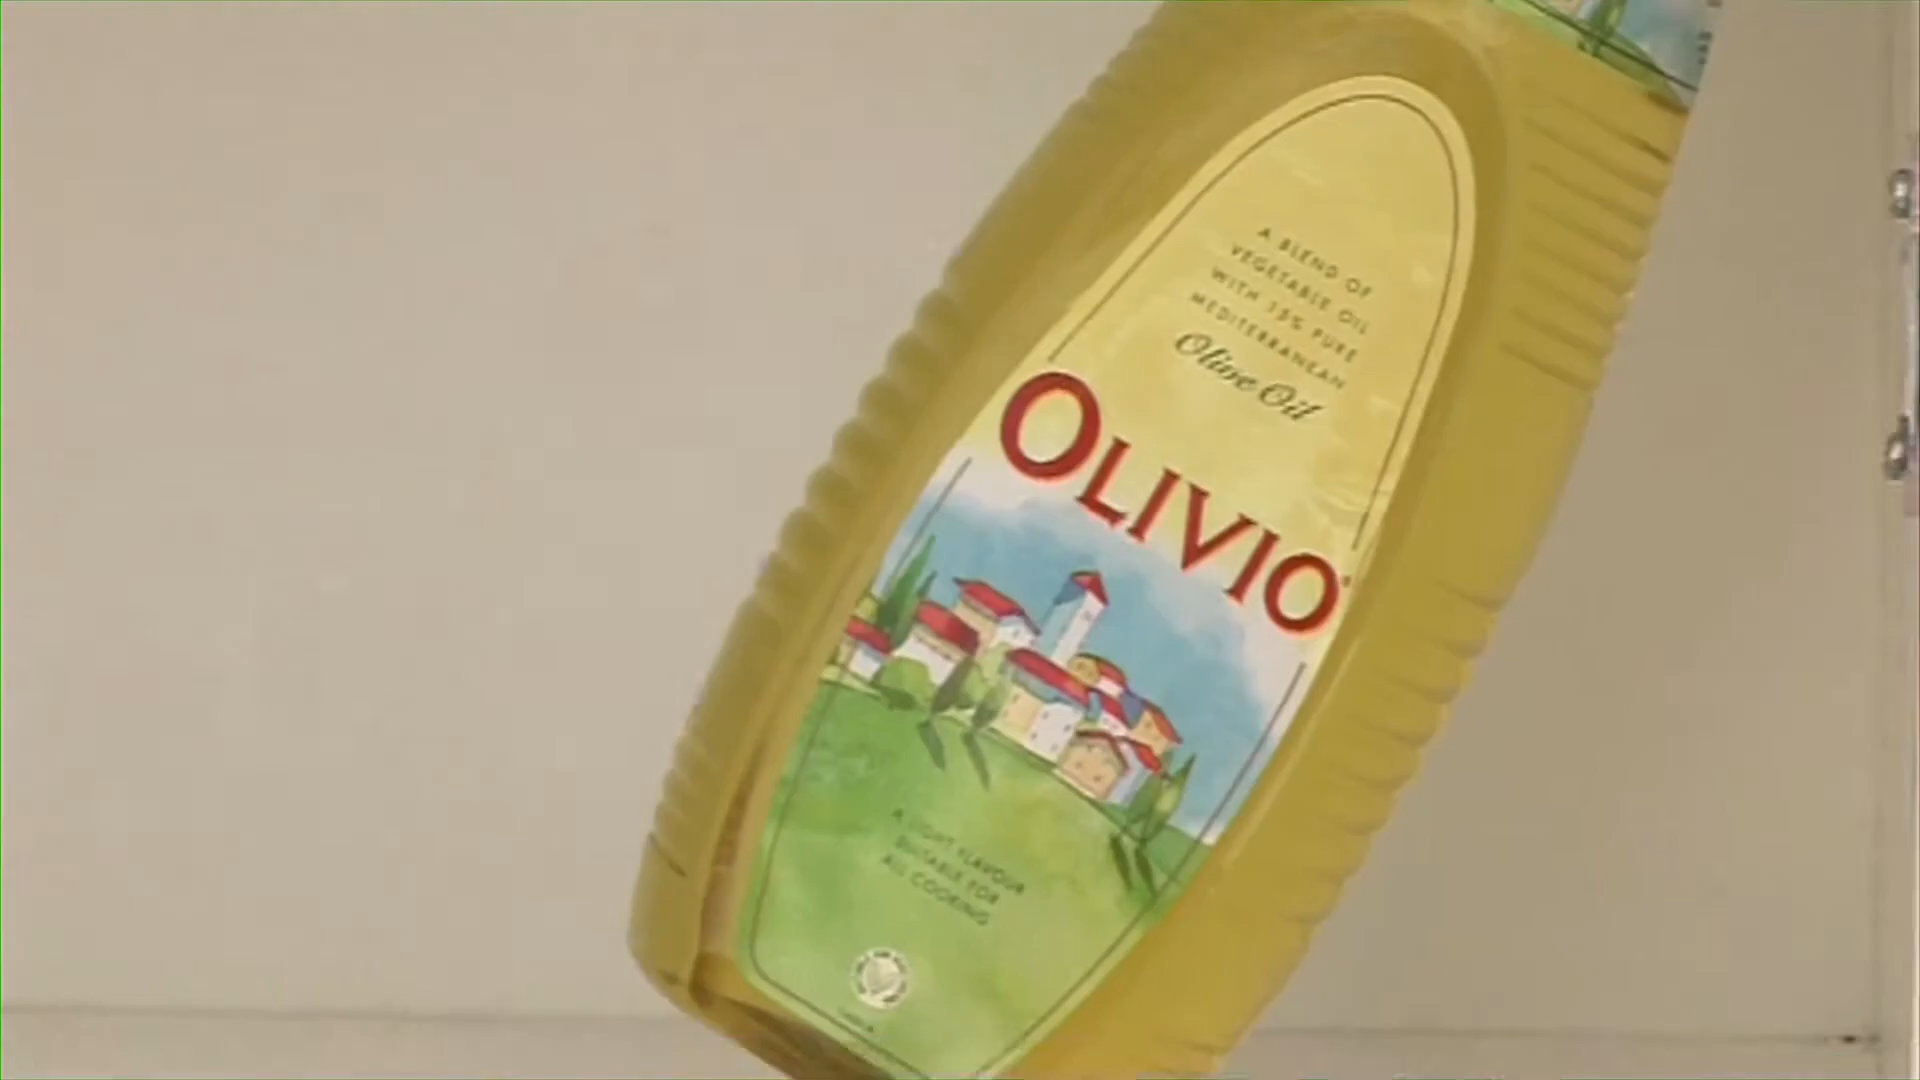 A BLEND OF
VEGETABLE OIL
WITH 15% PURE
MEDITERRANEAN
Olive Oil
OLIVIO
A LIGHT FLAVOUR
SUITABLE FOR
ALL COOKING